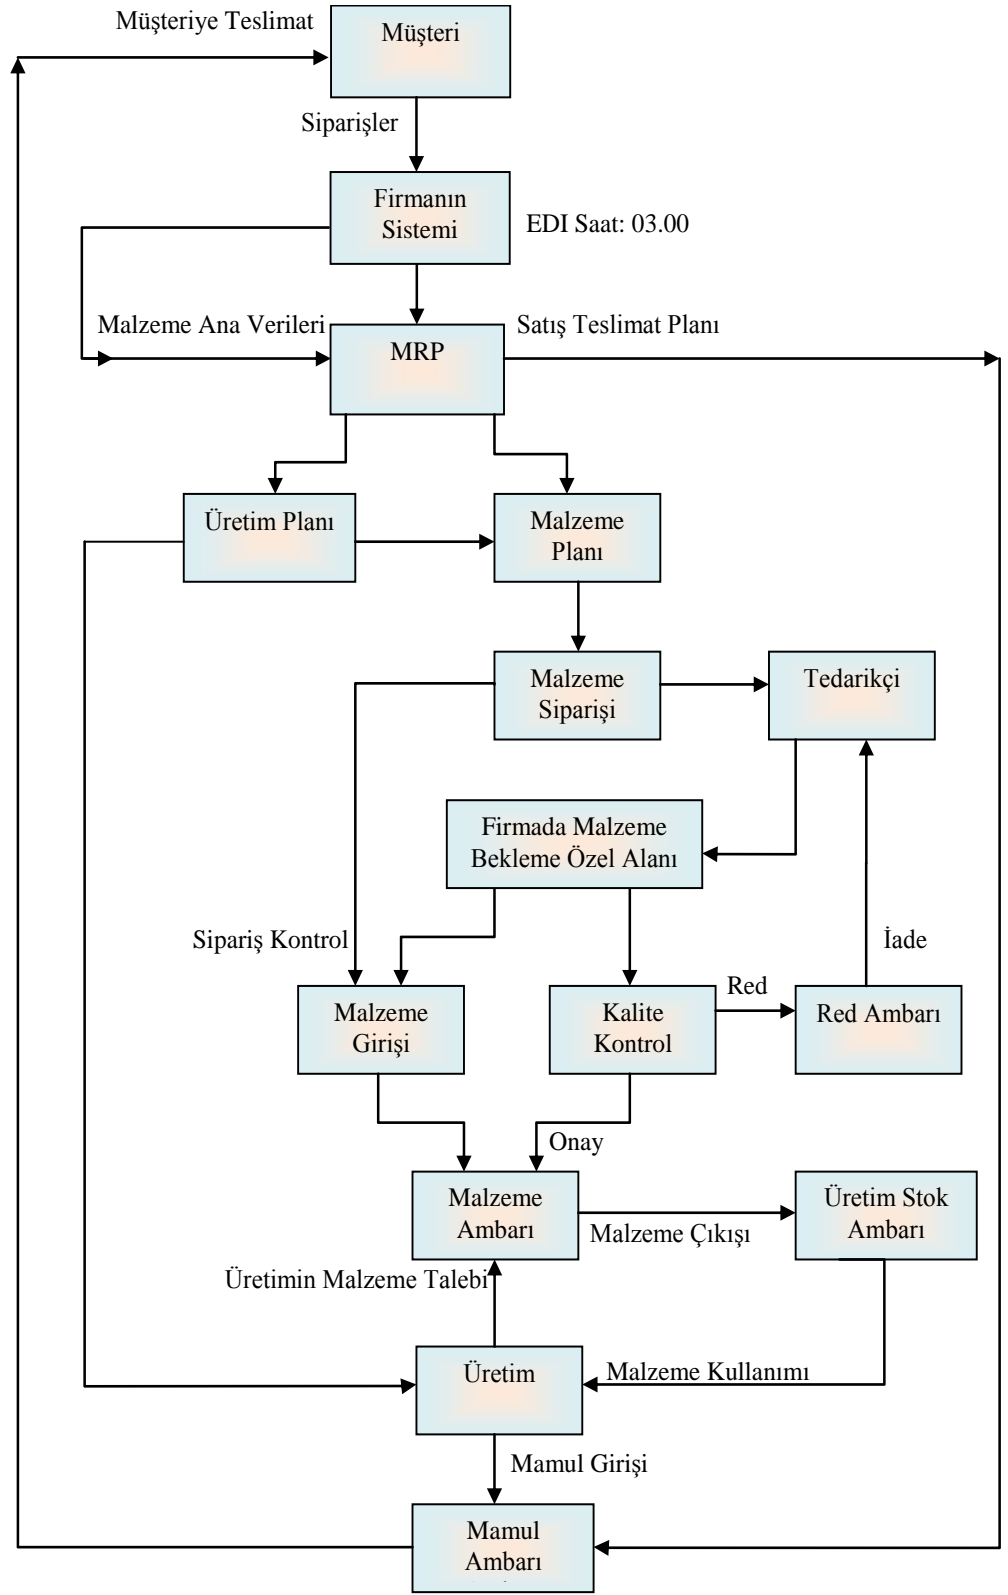 Müşteriye Teslimat
Müşteri
Siparişler
Firmanın
Sistemi
EDI Saat: 03.00
Malzeme Ana Verileri
Satış Teslimat Planı
MRP
Üretim Planı
Malzeme
Planı
Malzeme
Siparişi
Tedarikçi
Firmada Malzeme
Bekleme Özel Alanı
Sipariş Kontrol
İade
Red
Malzeme
Girişi
Kalite
Kontrol
Red Ambarı
Onay
Malzeme
Ambarı
Üretim Stok
Ambarı
Malzeme Çıkışı
Üretimin Malzeme Talebi
Üretim
Malzeme Kullanımı
Mamul Girişi
Mamul
Ambarı